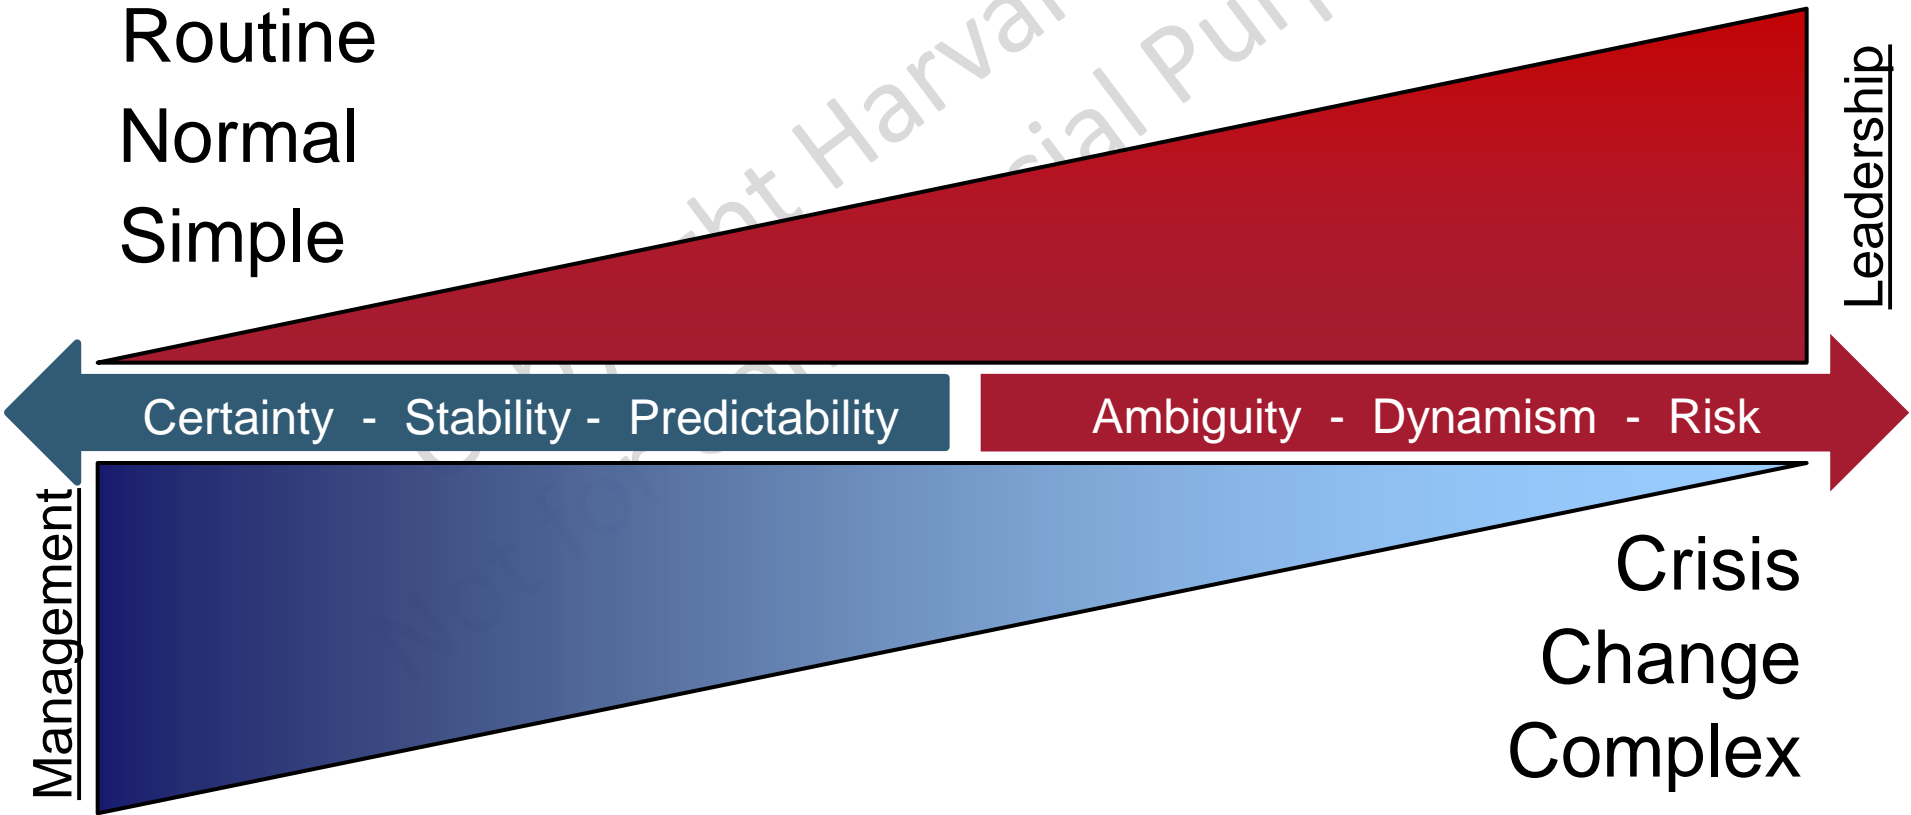 Routine
Normal
Simple
Leadership
Certainty - Stability - Predictability
Ambiguity - Dynamism - Risk
Management
Crisis
Change
Complex